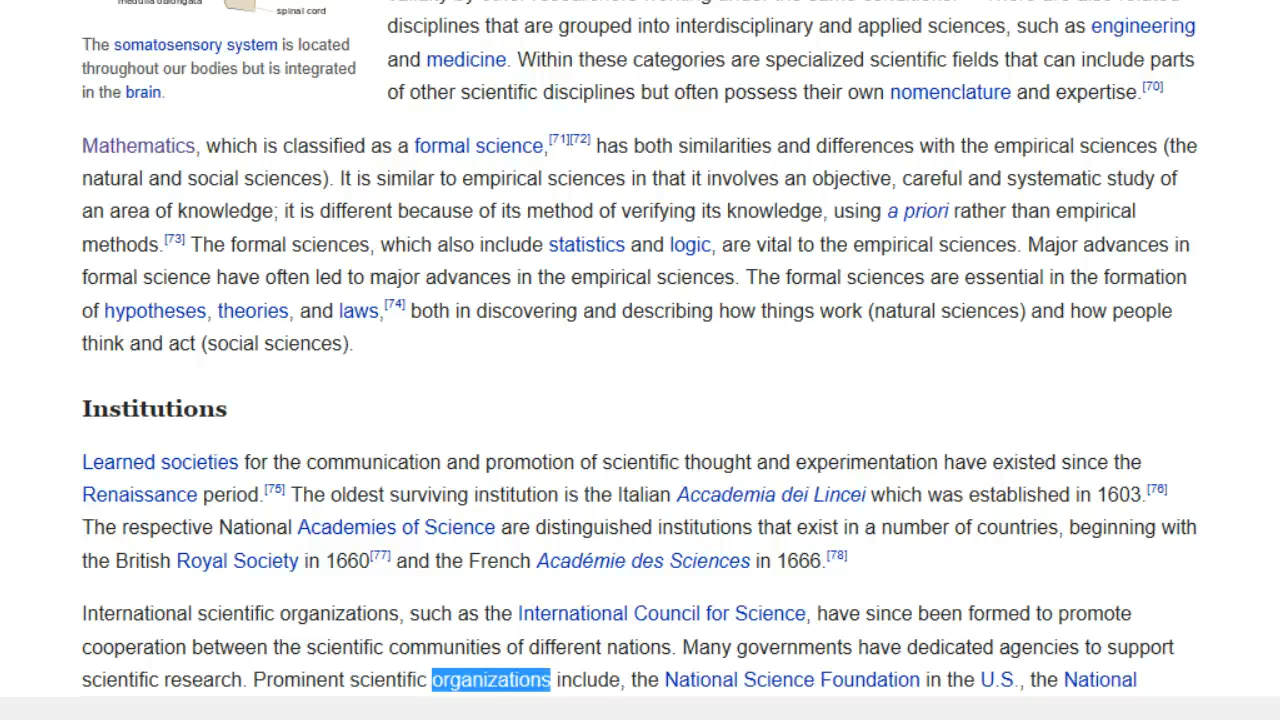 spinal cord
The somatosensory system is located
throughout our bodies but is integrated
in the brain.
disciplines that are grouped into interdisciplinary and applied sciences, such as engineering
and medicine. Within these categories are specialized scientific fields that can include parts
of other scientific disciplines but often possess their own nomenclature and expertise.[70]
Mathematics, which is classified as a formal science,[71][72] has both similarities and differences with the empirical sciences (the
natural and social sciences). It is similar to empirical sciences in that it involves an objective, careful and systematic study of
an area of knowledge; it is different because of its method of verifying its knowledge, using a priori rather than empirical
methods.[73] The formal sciences, which also include statistics and logic, are vital to the empirical sciences. Major advances in
formal science have often led to major advances in the empirical sciences. The formal sciences are essential in the formation
of hypotheses, theories, and laws,[74] both in discovering and describing how things work (natural sciences) and how people
think and act (social sciences).
Institutions
Learned societies for the communication and promotion of scientific thought and experimentation have existed since the
Renaissance period.[75] The oldest surviving institution is the Italian Accademia dei Lincei which was established in 1603.[76]
The respective National Academies of Science are distinguished institutions that exist in a number of countries, beginning with
the British Royal Society in 1660[77] and the French Académie des Sciences in 1666.[78]
International scientific organizations, such as the International Council for Science, have since been formed to promote
cooperation between the scientific communities of different nations. Many governments have dedicated agencies to support
scientific research. Prominent scientific organizations include, the National Science Foundation in the U.S., the National